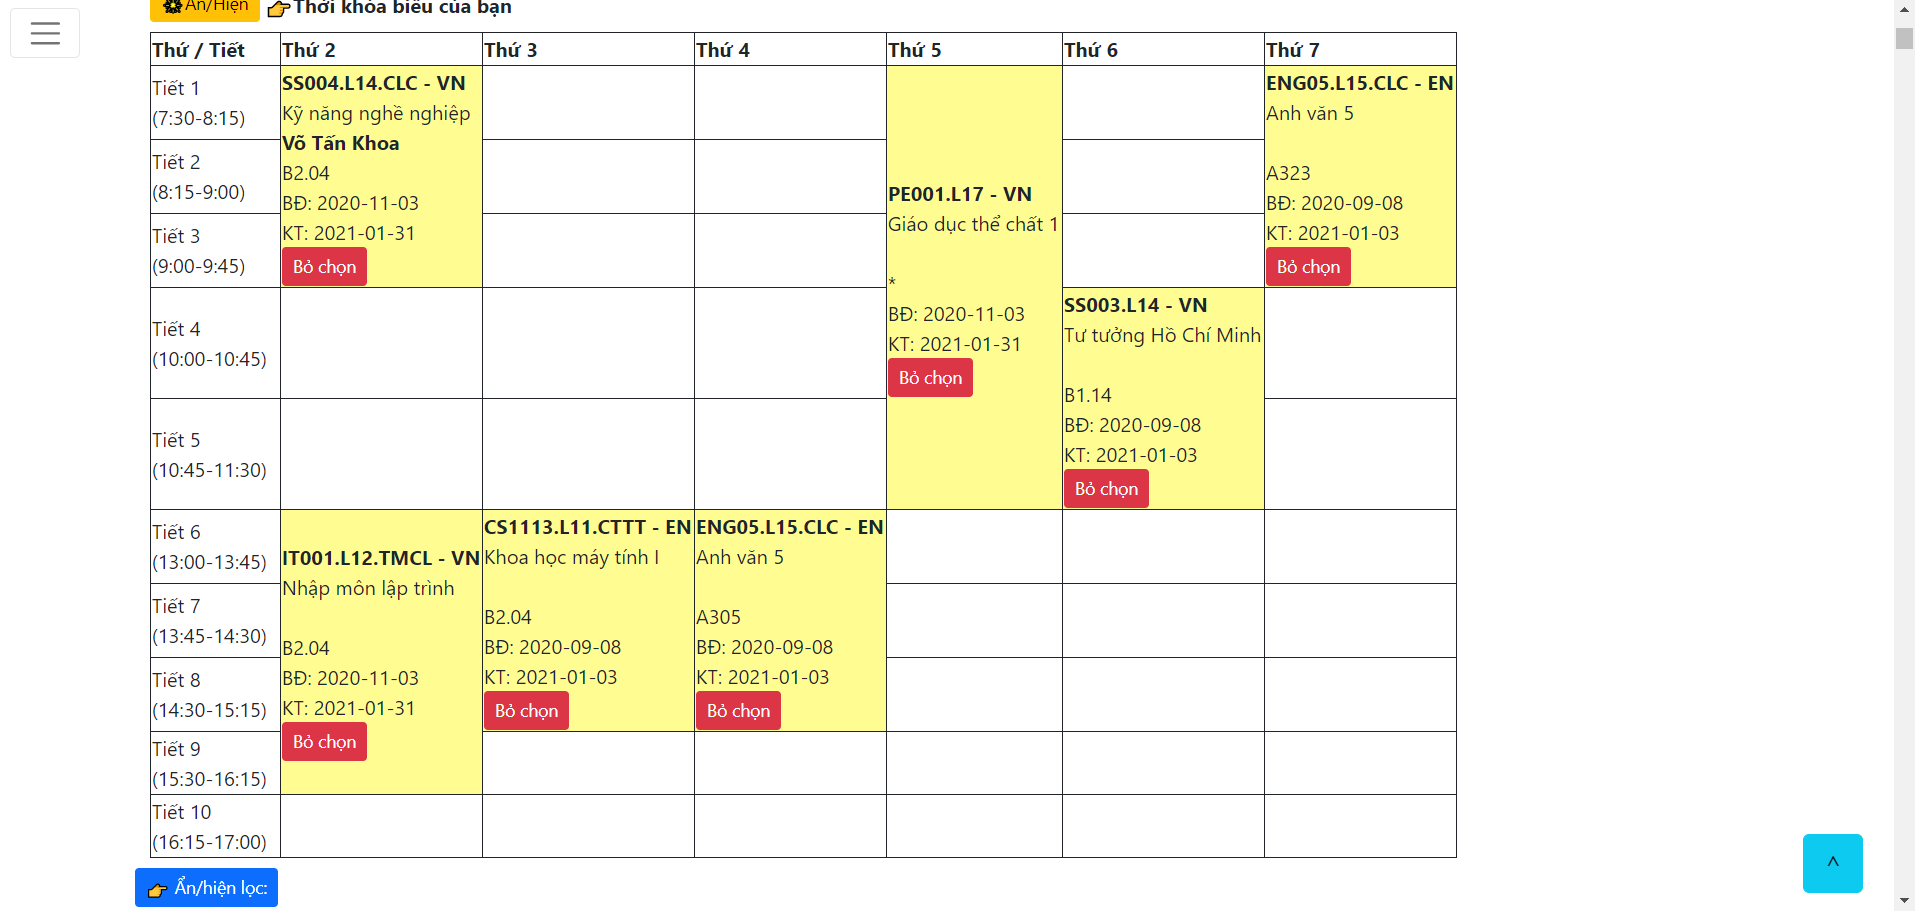 Ẩn/Hiện Thời khóa biểu của bạn
Thứ / Tiết Thứ 2 Thứ 3 Thứ 4 Thứ 5 Thứ 6 Thứ 7
Tiết 1
(7:30-8:15)
SS004.L14.CLC - VN
Kỹ năng nghề nghiệp
Võ Tấn Khoa
B2.04
BĐ: 2020-11-03
KT: 2021-01-31
Bỏ chọn
PE001.L17 - VN
Giáo dục thể chất 1
*
BĐ: 2020-11-03
KT: 2021-01-31
Bỏ chọn
ENG05.L15.CLC - EN
Anh văn 5
A323
BĐ: 2020-09-08
KT: 2021-01-03
Bỏ chọn
Tiết 2
(8:15-9:00)
Tiết 3
(9:00-9:45)
Tiết 4
(10:00-10:45)
SS003.L14 - VN
Tư tưởng Hồ Chí Minh
B1.14
BĐ: 2020-09-08
KT: 2021-01-03
Bỏ chọn
Tiết 5
(10:45-11:30)
Tiết 6
(13:00-13:45)
IT001.L12.TMCL - VN
Nhập môn lập trình
B2.04
BĐ: 2020-11-03
KT: 2021-01-31
Bỏ chọn
CS1113.L11.CTTT - EN
Khoa học máy tính I
B2.04
BĐ: 2020-09-08
KT: 2021-01-03
Bỏ chọn
ENG05.L15.CLC - EN
Anh văn 5
A305
BĐ: 2020-09-08
KT: 2021-01-03
Bỏ chọn
Tiết 7
(13:45-14:30)
Tiết 8
(14:30-15:15)
Tiết 9
(15:30-16:15)
Tiết 10
(16:15-17:00)
^
Ẩn/hiện lọc: